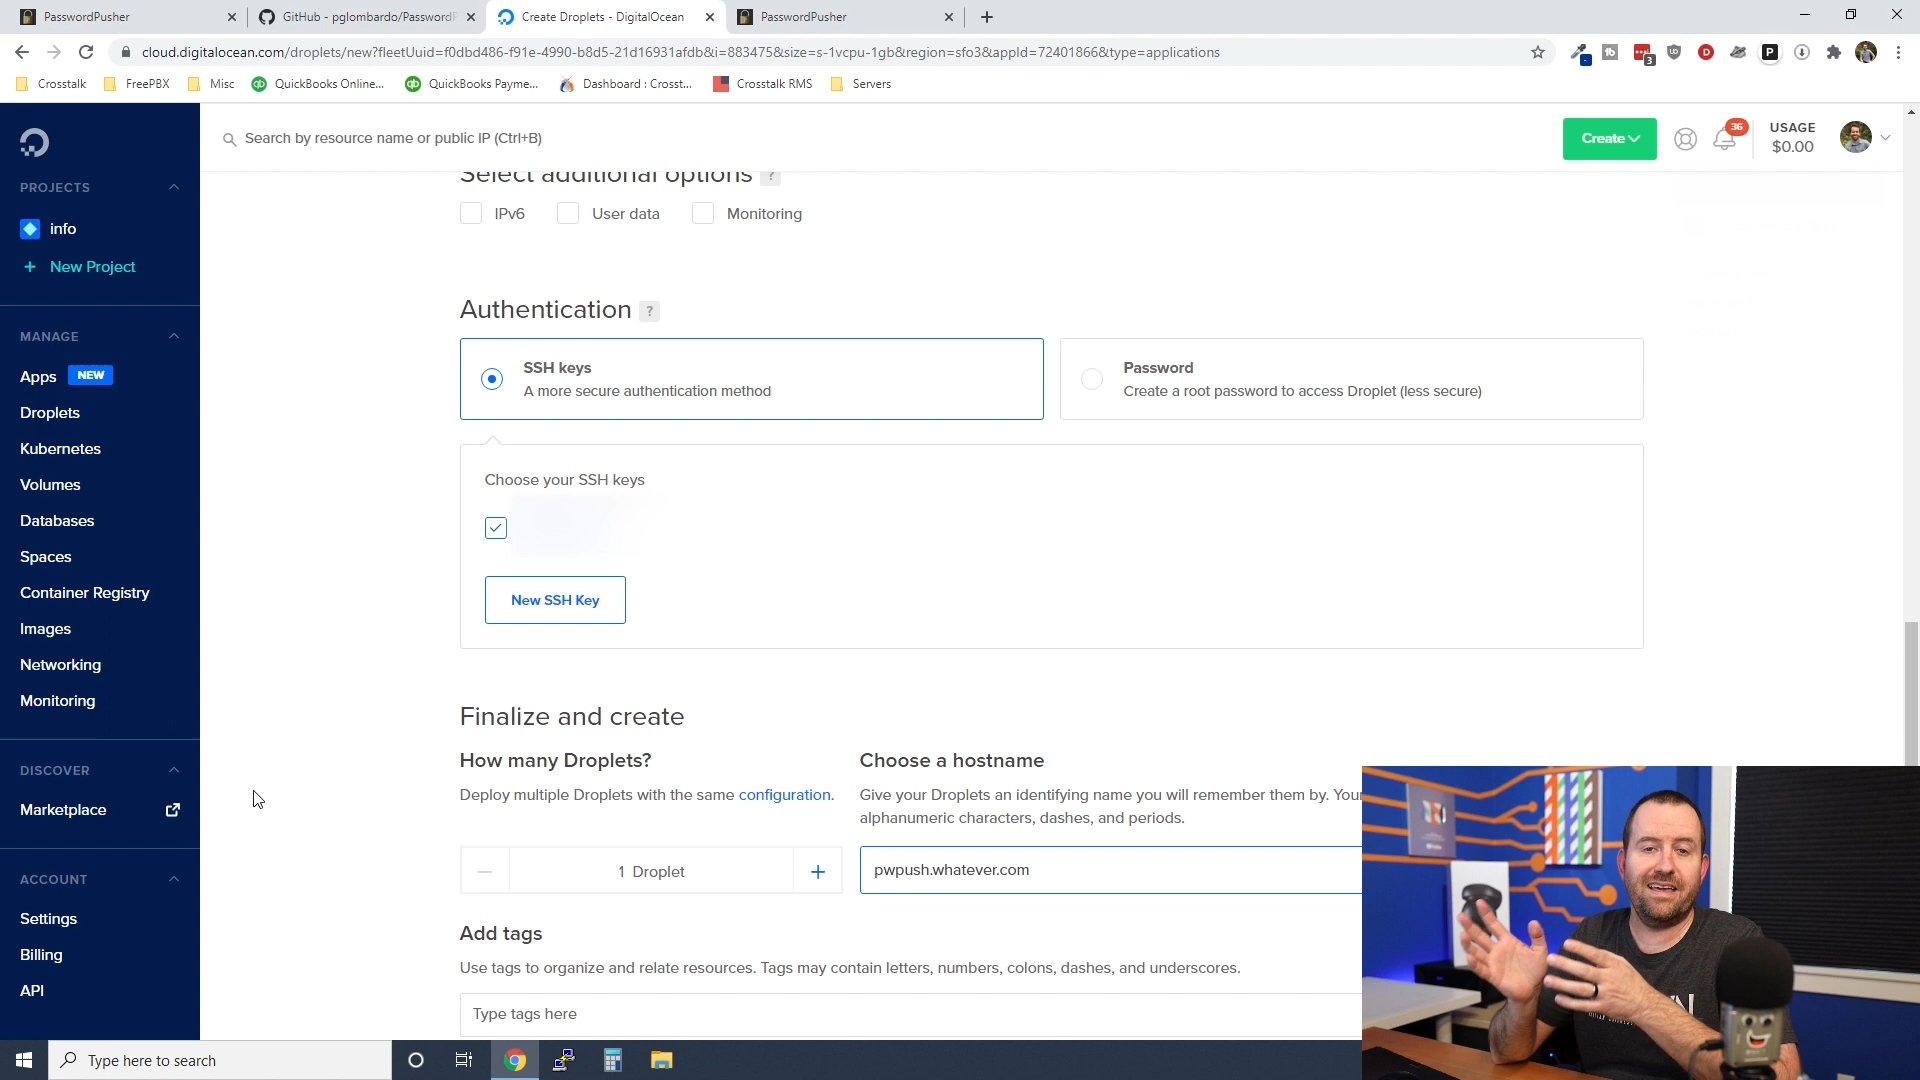 PasswordPusher
GitHub - pglombardo/PasswordP
Create Droplets - DigitalOcean
PasswordPusher
cloud.digitalocean.com/droplets/new?fleetUuid=f0dbd486-f91e-4990-b8d5-21d16931afdb&i=883475&size=s-1vcpu-1gb&region=sfo3&appId=72401866&type=applications
3
Crosstalk
FreePBX
Misc
QuickBooks Online...
QuickBooks Payme...
Dashboard : Crosst...
Crosstalk RMS
Servers
Search by resource name or public IP (Ctrl+B)
Create
36
USAGE
$0.00
PROJECTS
info
+ New Project
MANAGE
Apps NEW
Droplets
Kubernetes
Volumes
Databases
Spaces
Container Registry
Images
Networking
Monitoring
DISCOVER
Marketplace
ACCOUNT
Settings
Billing
API
Select additional options ?
IPv6
User data
Monitoring
Authentication ?
SSH keys
A more secure authentication method
Password
Create a root password to access Droplet (less secure)
Choose your SSH keys
New SSH Key
Finalize and create
How many Droplets?
Deploy multiple Droplets with the same configuration.
1 Droplet
Choose a hostname
Give your Droplets an identifying name you will remember them by. Your
alphanumeric characters, dashes, and periods.
pwpush.whatever.com
Add tags
Use tags to organize and relate resources. Tags may contain letters, numbers, colons, dashes, and underscores.
Type tags here
Type here to search